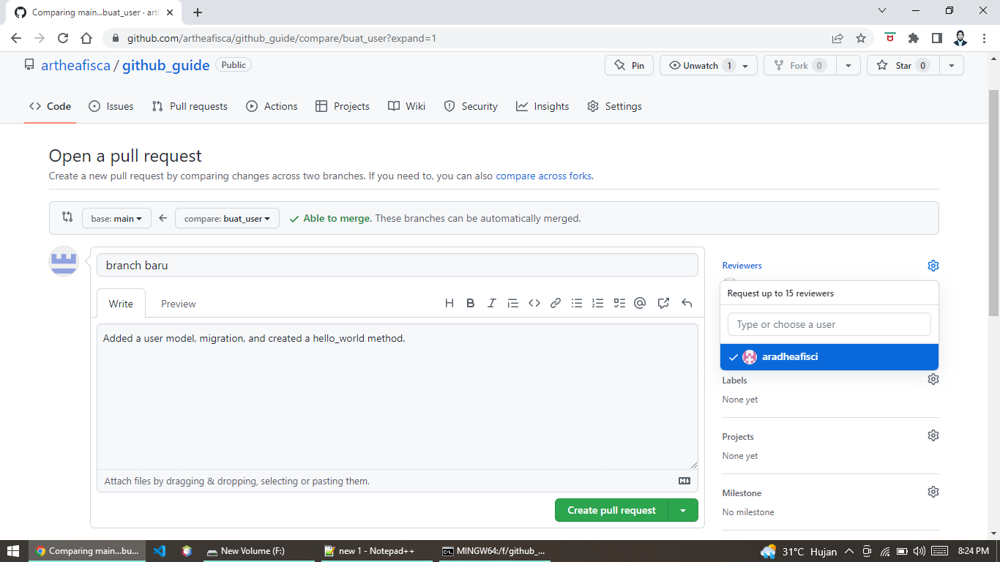 Comparing main...buat_user · art
github.com/artheafisca/github_guide/compare/buat_user?expand=1
artheafisca / github_guide Public
Pin Unwatch 1 Fork 0 Star 0
Code Issues Pull requests Actions Projects Wiki Security Insights Settings
Open a pull request
Create a new pull request by comparing changes across two branches. If you need to, you can also compare across forks.
base: main compare: buat_user Able to merge. These branches can be automatically merged.
branch baru
Write Preview
Added a user model, migration, and created a hello_world method.
Attach files by dragging & dropping, selecting or pasting them.
Create pull request
Reviewers
Request up to 15 reviewers
Type or choose a user
aradheafisci
Labels
None yet
Projects
None yet
Milestone
No milestone
Comparing main...bu... New Volume (F:) new 1 - Notepad++ MINGW64:/f/github_... 31°C Hujan 8:24 PM